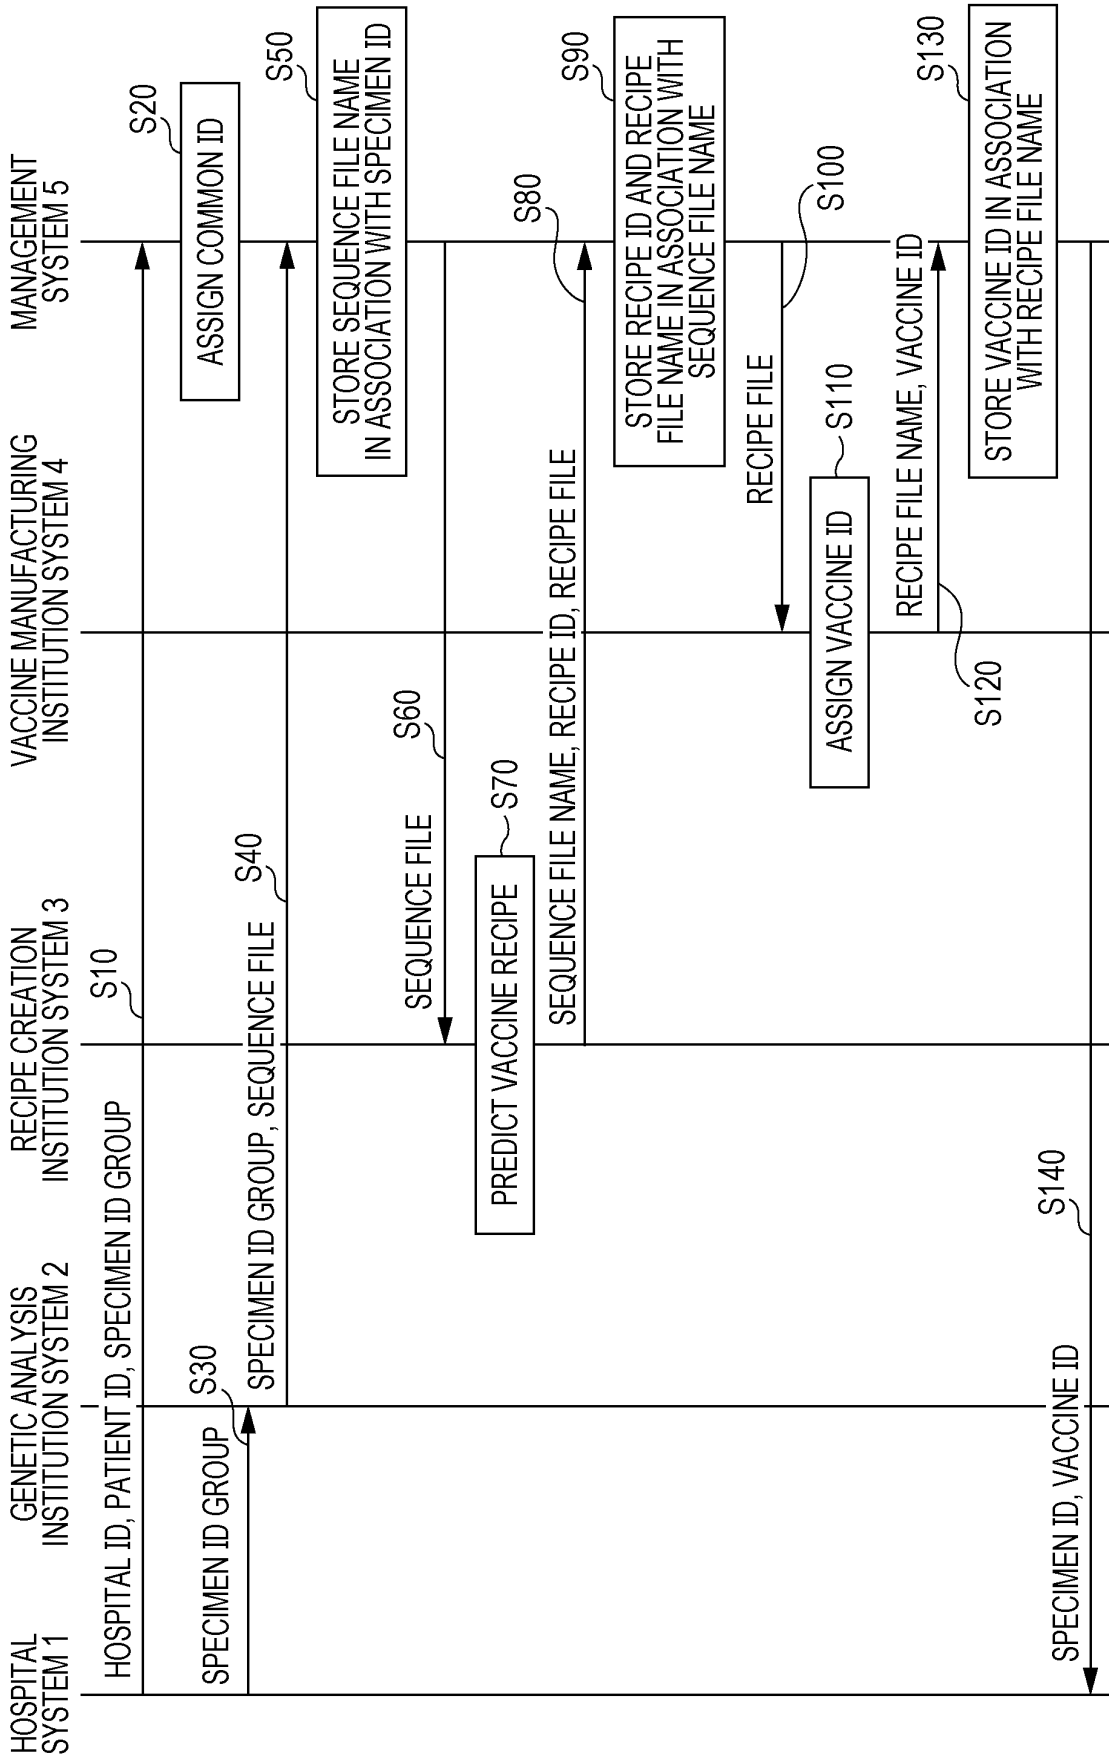 HOSPITAL
SYSTEM 1
GENETIC ANALYSIS
INSTITUTION SYSTEM 2
RECIPE CREATION
INSTITUTION SYSTEM 3
VACCINE MANUFACTURING
INSTITUTION SYSTEM 4
MANAGEMENT
SYSTEM 5
HOSPITAL ID, PATIENT ID, SPECIMEN ID GROUP
S10
S20
ASSIGN COMMON ID
SPECIMEN ID GROUP
S30
SPECIMEN ID GROUP, SEQUENCE FILE
S40
S50
STORE SEQUENCE FILE NAME
IN ASSOCIATION WITH SPECIMEN ID
SEQUENCE FILE
S60
PREDICT VACCINE RECIPE
S70
SEQUENCE FILE NAME, RECIPE ID, RECIPE FILE
S80
S90
STORE RECIPE ID AND RECIPE
FILE NAME IN ASSOCIATION WITH
SEQUENCE FILE NAME
RECIPE FILE
S100
ASSIGN VACCINE ID
S110
RECIPE FILE NAME, VACCINE ID
S120
S130
STORE VACCINE ID IN ASSOCIATION
WITH RECIPE FILE NAME
SPECIMEN ID, VACCINE ID
S140